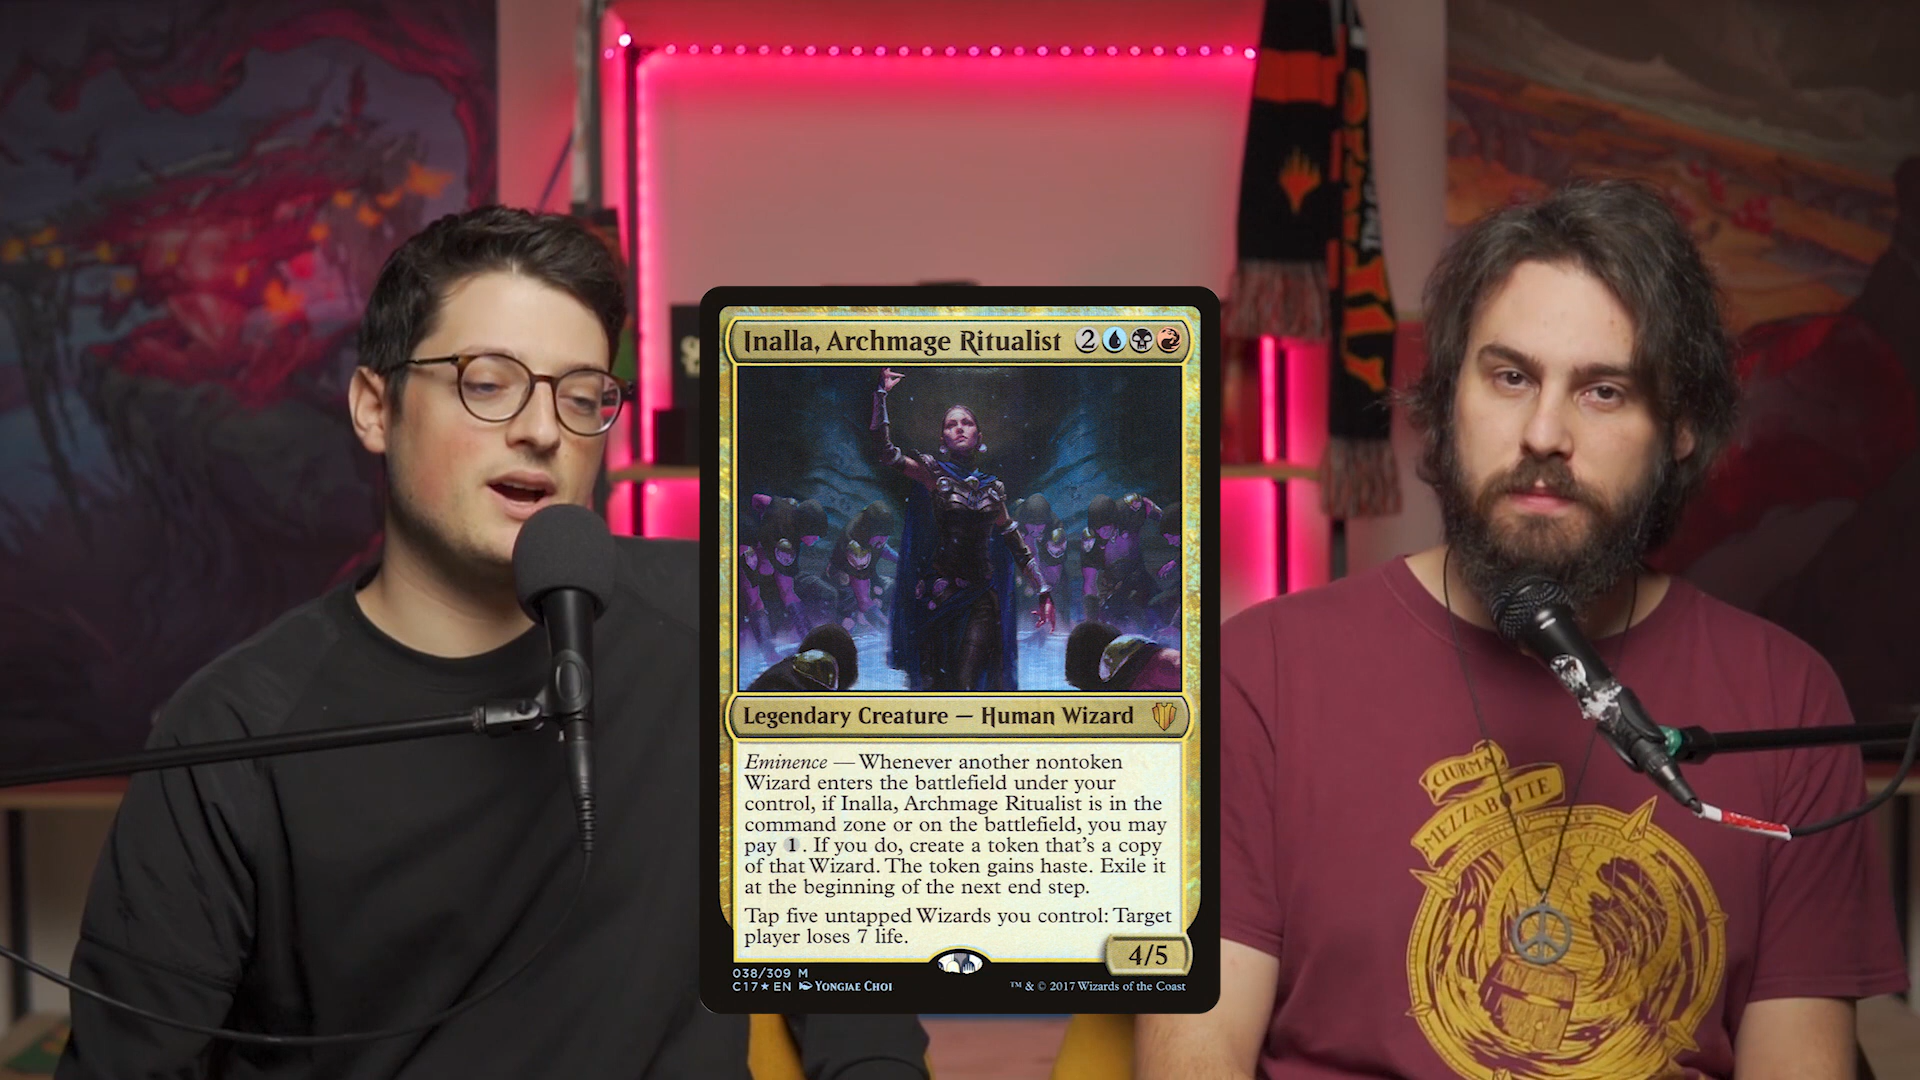 Inalla, Archmage Ritualist 2
Legendary Creature — Human Wizard
Eminence — Whenever another nontoken
Wizard enters the battlefield under your
control, if Inalla, Archmage Ritualist is in the
command zone or on the battlefield, you may
pay 1. If you do, create a token that's a copy
of that Wizard. The token gains haste. Exile it
at the beginning of the next end step.
Tap five untapped Wizards you control: Target
player loses 7 life.
4/5
038/309 M
C17★EN YONGJAE CHOI
™ & © 2017 Wizards of the Coast
CIURMA
MEZZABOTTE